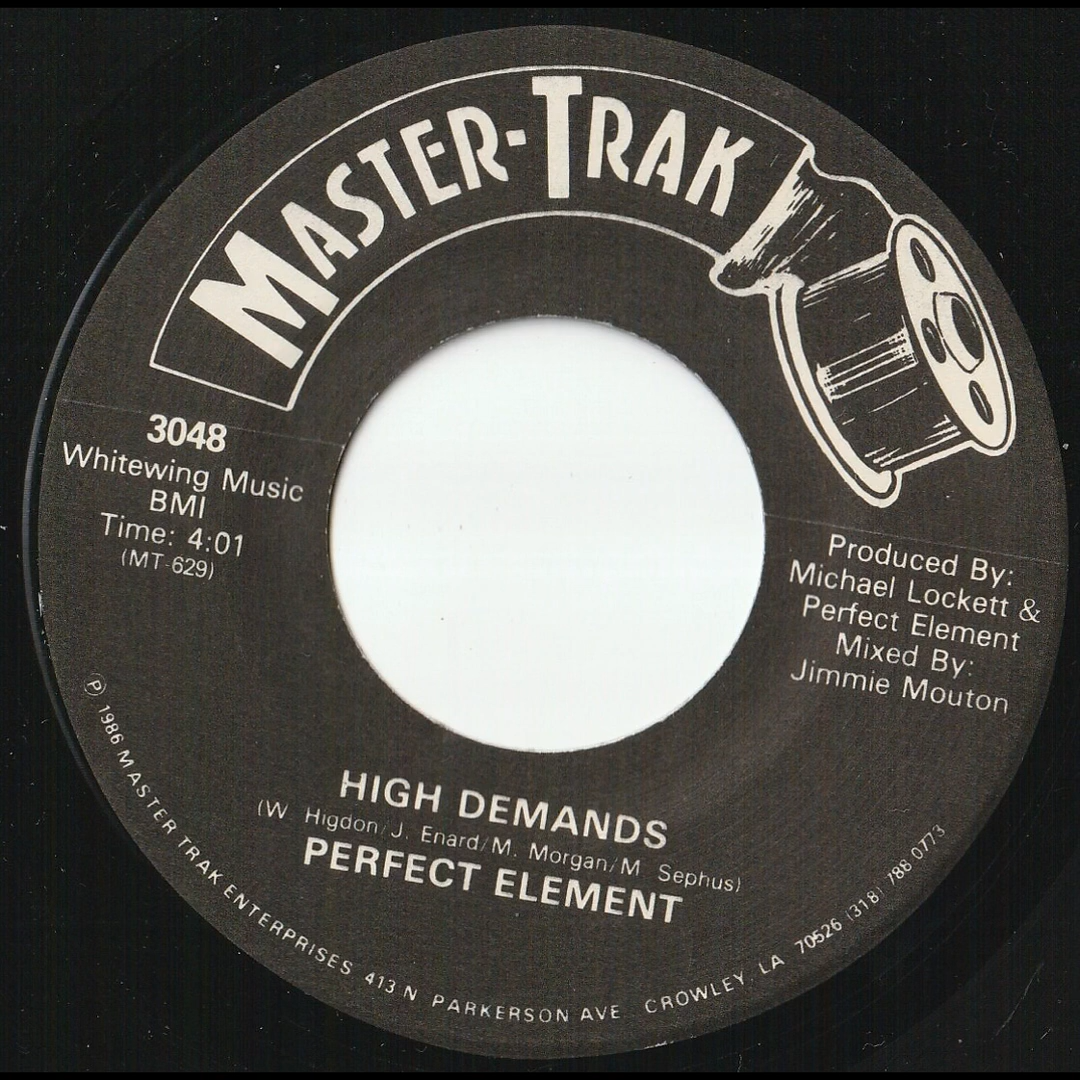 MASTER-TRAK
3048
Whitewing Music
BMI
Time: 4:01
(MT-629)
Produced By:
Michael Lockett &
Perfect Element
Mixed By:
Jimmie Mouton
HIGH DEMANDS
(W Higdon/J. Enard/M. Morgan/M Sephus)
PERFECT ELEMENT
℗ 1986 MASTER TRAK ENTERPRISES 413 N PARKERSON AVE CROWLEY, LA 70526 (318) 788 0773